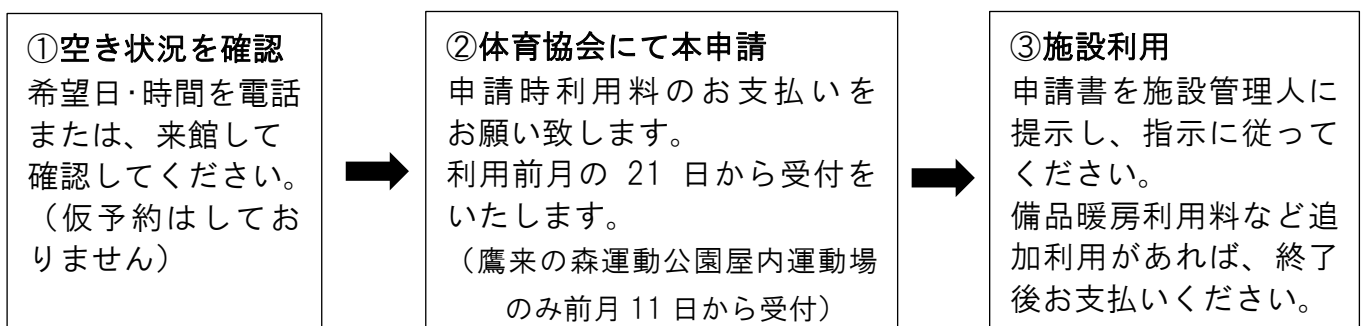 ①空き状況を確認
希望日・時間を電話
または、来館して
確認してください。
（仮予約はしてお
りません）
②体育協会にて本申請
申請時利用料のお支払いを
お願い致します。
利用前月の 21 日から受付を
いたします。
（鷹来の森運動公園屋内運動場
のみ前月 11 日から受付）
③施設利用
申請書を施設管理人に
提示し、指示に従って
ください。
備品暖房利用料など追
加利用があれば、終了
後お支払いください。